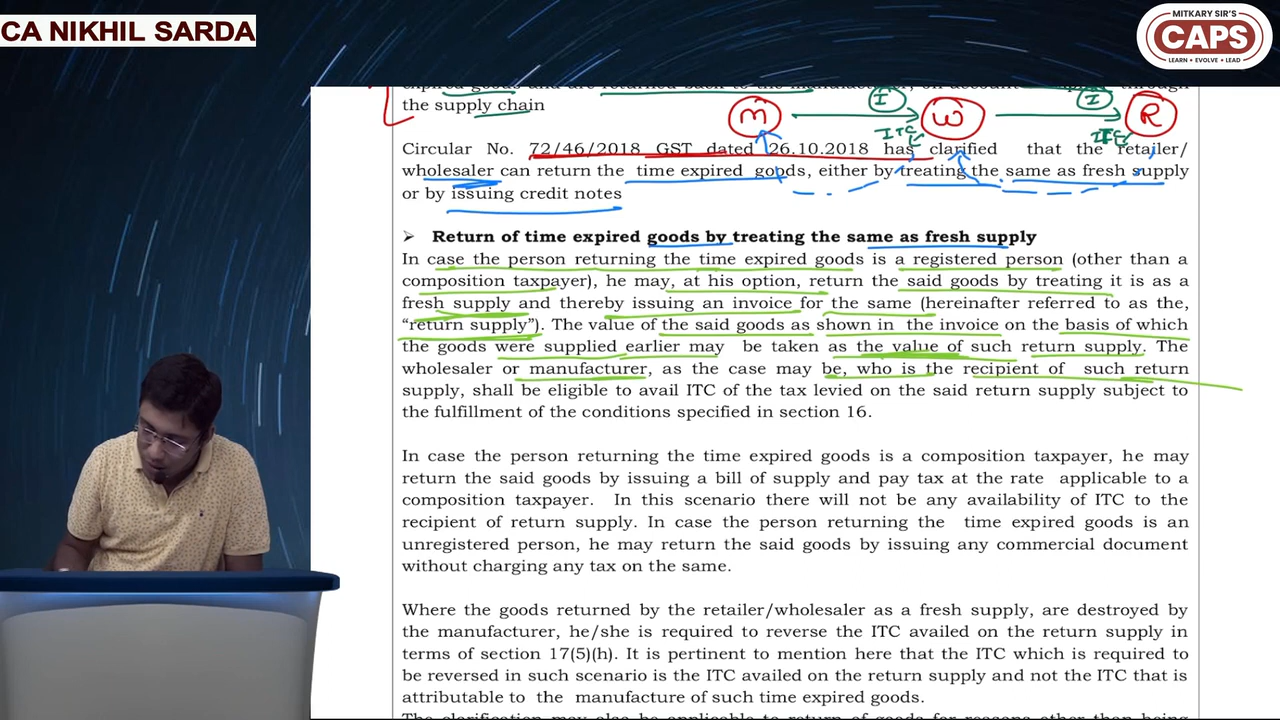 CA NIKHIL SARDA
MITKARY SIR'S
CAPS
LEARN • EVOLVE • LEAD
the supply chain
M I W I R
ITC ITC
Circular No. 72/46/2018 GST dated 26.10.2018 has clarified that the retailer/
wholesaler can return the time expired goods, either by treating the same as fresh supply
or by issuing credit notes
➢ Return of time expired goods by treating the same as fresh supply
In case the person returning the time expired goods is a registered person (other than a
composition taxpayer), he may, at his option, return the said goods by treating it is as a
fresh supply and thereby issuing an invoice for the same (hereinafter referred to as the,
“return supply”). The value of the said goods as shown in the invoice on the basis of which
the goods were supplied earlier may be taken as the value of such return supply. The
wholesaler or manufacturer, as the case may be, who is the recipient of such return
supply, shall be eligible to avail ITC of the tax levied on the said return supply subject to
the fulfillment of the conditions specified in section 16.
In case the person returning the time expired goods is a composition taxpayer, he may
return the said goods by issuing a bill of supply and pay tax at the rate applicable to a
composition taxpayer. In this scenario there will not be any availability of ITC to the
recipient of return supply. In case the person returning the time expired goods is an
unregistered person, he may return the said goods by issuing any commercial document
without charging any tax on the same.
Where the goods returned by the retailer/wholesaler as a fresh supply, are destroyed by
the manufacturer, he/she is required to reverse the ITC availed on the return supply in
terms of section 17(5)(h). It is pertinent to mention here that the ITC which is required to
be reversed in such scenario is the ITC availed on the return supply and not the ITC that is
attributable to the manufacture of such time expired goods.